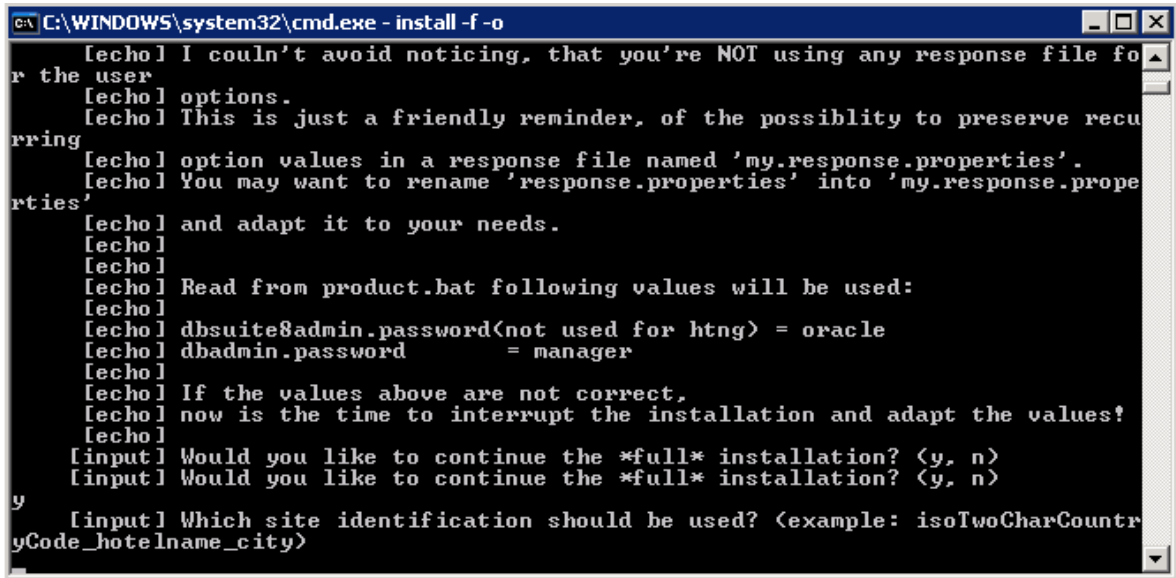 C:\WINDOWS\system32\cmd.exe - install -f -o
[echo] I couln't avoid noticing, that you're NOT using any response file fo
r the user
[echo] options.
[echo] This is just a friendly reminder, of the possiblity to preserve recu
rring
[echo] option values in a response file named 'my.response.properties'.
[echo] You may want to rename 'response.properties' into 'my.response.prope
rties'
[echo] and adapt it to your needs.
[echo]
[echo]
[echo] Read from product.bat following values will be used:
[echo]
[echo] dbsuite8admin.password(not used for htng) = oracle
[echo] dbadmin.password        = manager
[echo]
[echo] If the values above are not correct,
[echo] now is the time to interrupt the installation and adapt the values!
[echo]
[input] Would you like to continue the *full* installation? (y, n)
[input] Would you like to continue the *full* installation? (y, n)
y
[input] Which site identification should be used? (example: isoTwoCharCountr
yCode_hotelname_city)